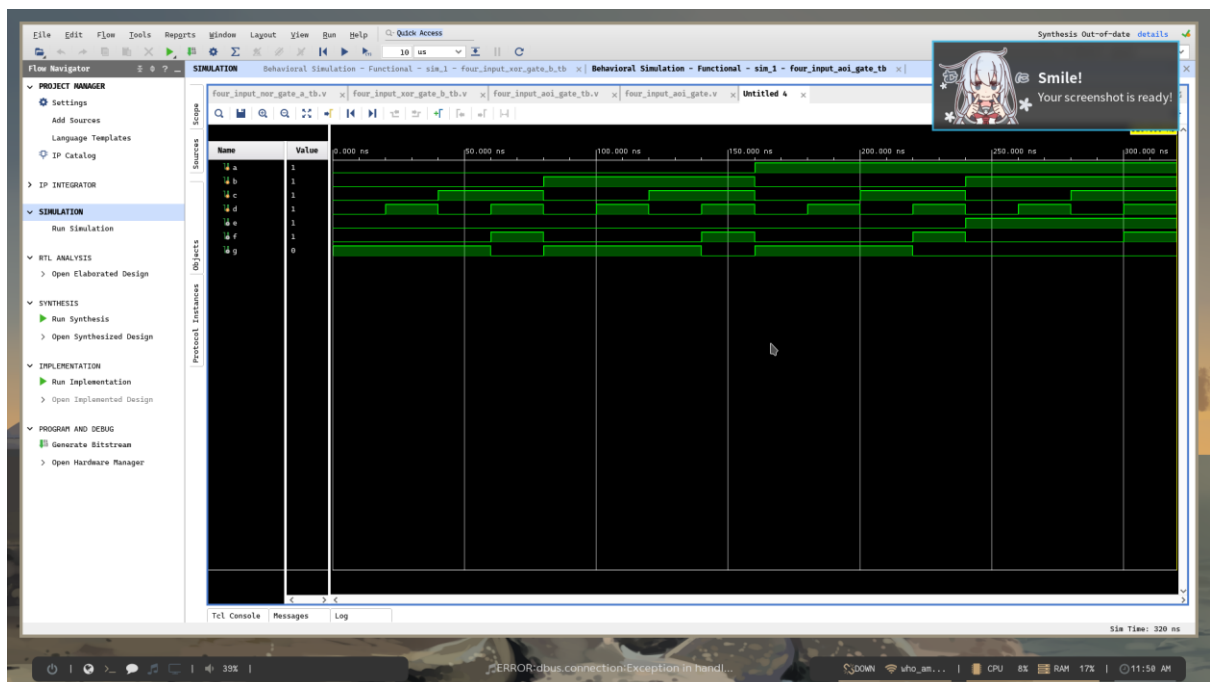 File Edit Flow Tools Reports Window Layout View Run Help Quick Access
Synthesis Out-of-date details
10 us
Flow Navigator
SIMULATION Behavioral Simulation - Functional - sim_1 - four_input_xor_gate_b_tb Behavioral Simulation - Functional - sim_1 - four_input_aoi_gate_tb
Smile!
Your screenshot is ready!
PROJECT MANAGER
Settings
Add Sources
Language Templates
IP Catalog
IP INTEGRATOR
SIMULATION
Run Simulation
RTL ANALYSIS
Open Elaborated Design
SYNTHESIS
Run Synthesis
Open Synthesized Design
IMPLEMENTATION
Run Implementation
Open Implemented Design
PROGRAM AND DEBUG
Generate Bitstream
Open Hardware Manager
Scope
Sources
Objects
Protocol Instances
four_input_nor_gate_a_tb.v four_input_xor_gate_b_tb.v four_input_aoi_gate_tb.v four_input_aoi_gate.v Untitled 4
Name Value 0.000 ns 50.000 ns 100.000 ns 150.000 ns 200.000 ns 250.000 ns 300.000 ns
a 1
b 1
c 1
d 1
e 1
f 1
g 0
Tcl Console Messages Log
Sim Time: 320 ns
39% ERROR:dbus.connection:Exception in handl... DOWN who_am... CPU 8% RAM 17% 11:50 AM